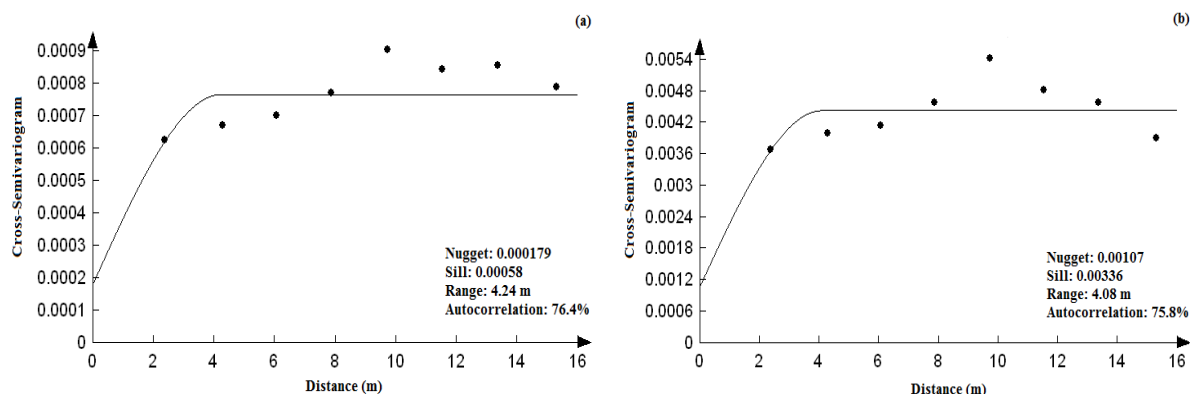 (a)
Cross-Semivariogram
0.0009
0.0008
0.0007
0.0006
0.0005
0.0004
0.0003
0.0002
0.0001
0
0 2 4 6 8 10 12 14 16
Distance (m)
Nugget: 0.000179
Sill: 0.00058
Range: 4.24 m
Autocorrelation: 76.4%
(b)
Cross-Semivariogram
0.0054
0.0048
0.0042
0.0036
0.003
0.0024
0.0018
0.0012
0.0006
0
0 2 4 6 8 10 12 14 16
Distance (m)
Nugget: 0.00107
Sill: 0.00336
Range: 4.08 m
Autocorrelation: 75.8%